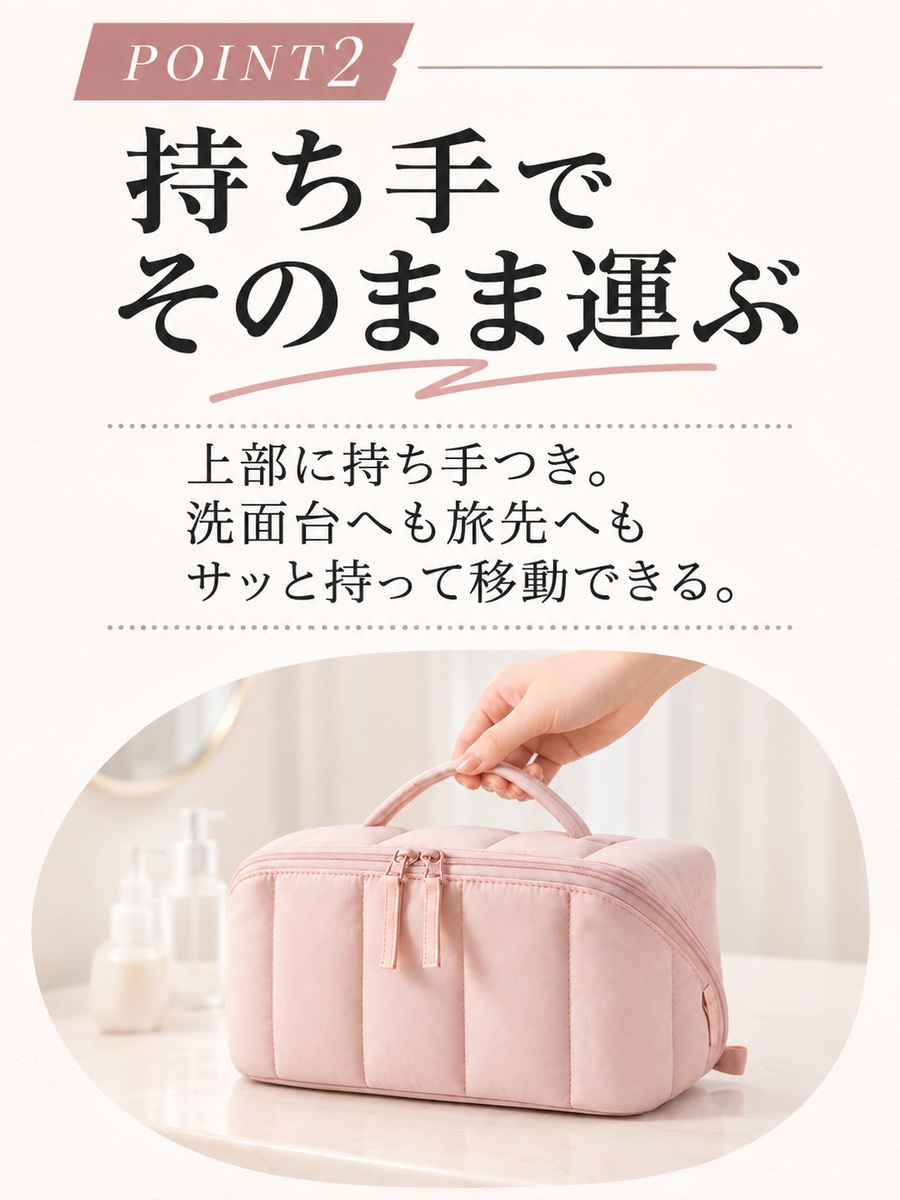 POINT2
持ち手で
そのまま運ぶ
上部に持ち手つき。
洗面台へも旅先へも
サッと持って移動できる。